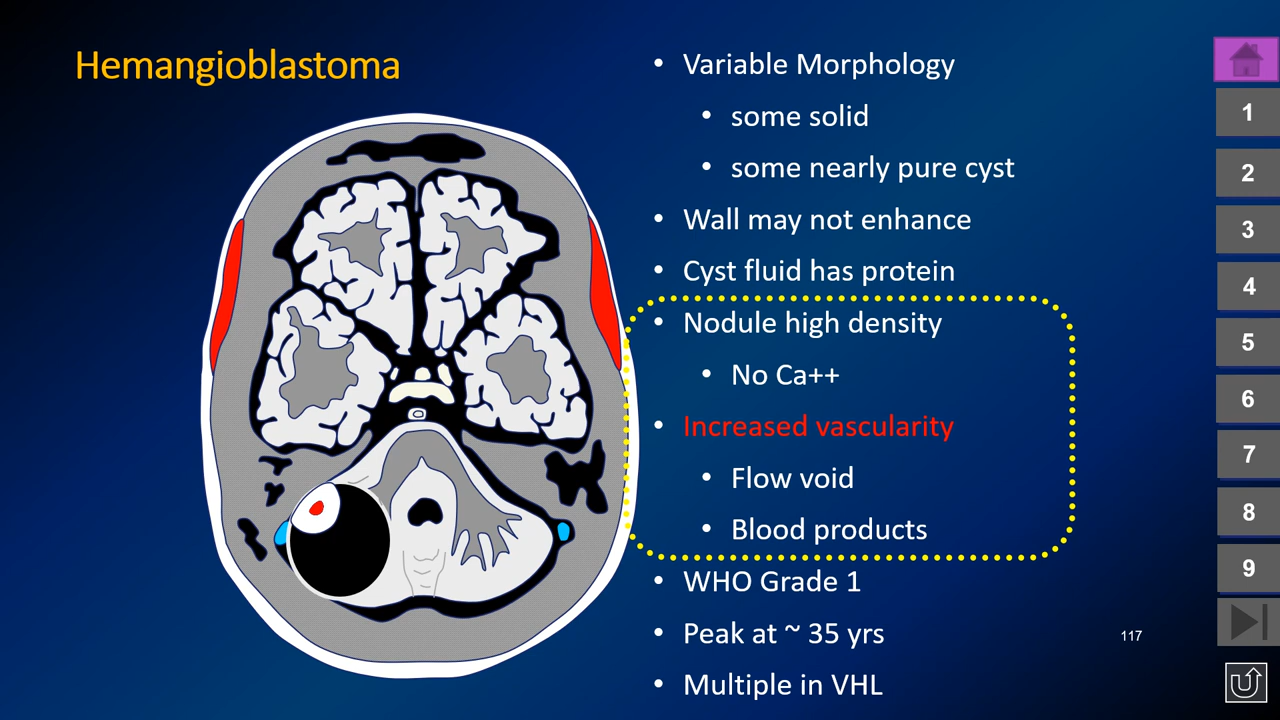 Hemangioblastoma
• Variable Morphology
• some solid
• some nearly pure cyst
• Wall may not enhance
• Cyst fluid has protein
• Nodule high density
• No Ca++
• Increased vascularity
• Flow void
• Blood products
• WHO Grade 1
• Peak at ~ 35 yrs
• Multiple in VHL
117
1
2
3
4
5
6
7
8
9